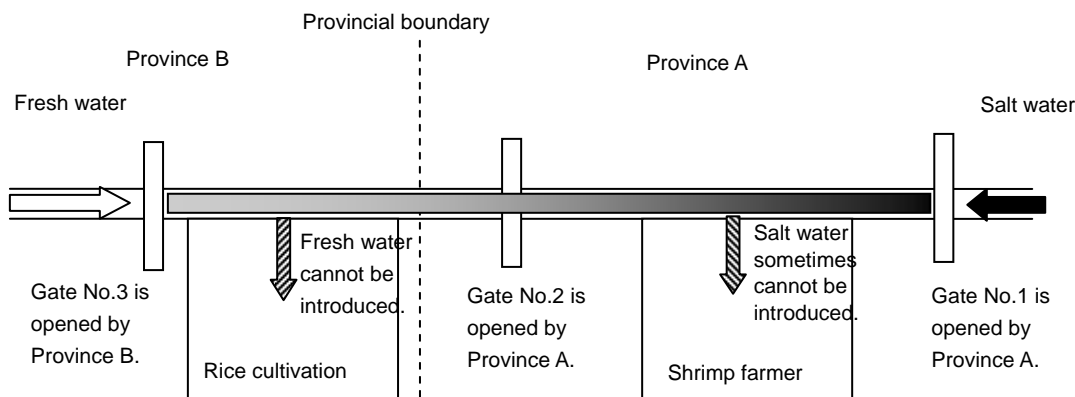 Provincial boundary
Province B
Province A
Fresh water
Salt water
Fresh water
cannot be
introduced.
Salt water
sometimes
cannot be
introduced.
Gate No.3 is
opened by
Province B.
Gate No.2 is
opened by
Province A.
Gate No.1 is
opened by
Province A.
Rice cultivation
Shrimp farmer